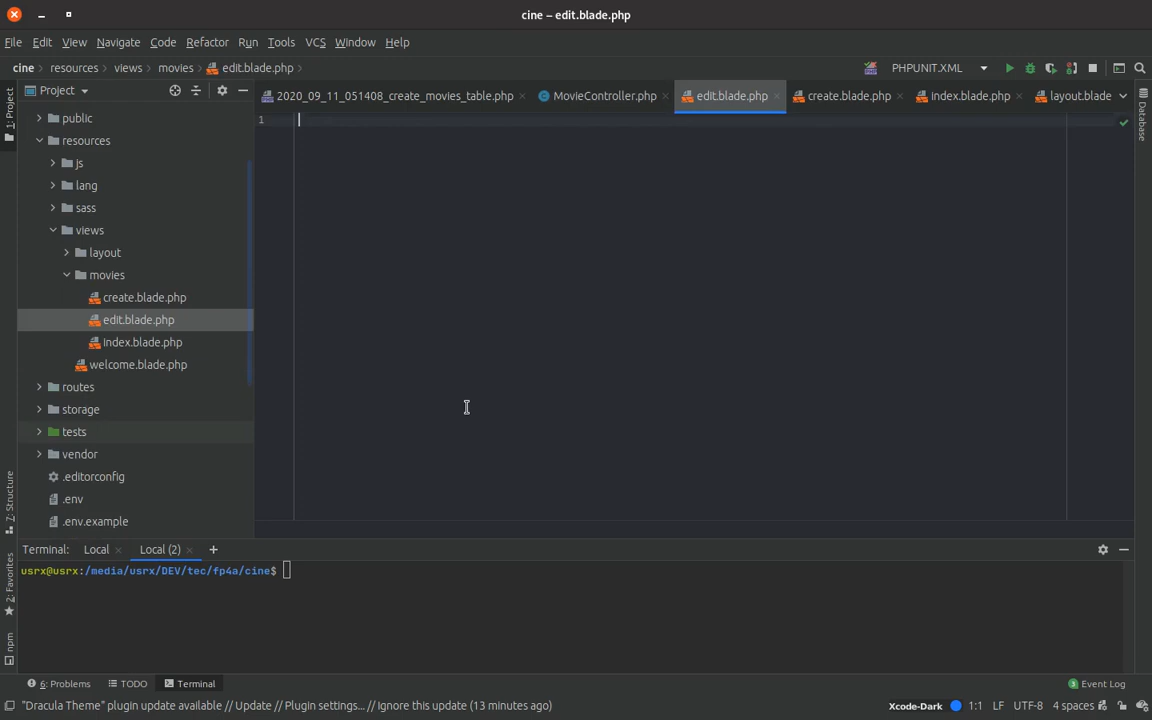 cine – edit.blade.php
File Edit View Navigate Code Refactor Run Tools VCS Window Help
cine resources views movies edit.blade.php PHPUNIT.XML
1: Project
Project
2020_09_11_051408_create_movies_table.php MovieController.php edit.blade.php create.blade.php index.blade.php layout.blade
Database
public
1
resources
js
lang
sass
views
layout
movies
create.blade.php
edit.blade.php
index.blade.php
welcome.blade.php
routes
storage
tests
vendor
.editorconfig
.env
.env.example
7: Structure
2: Favorites
npm
Terminal: Local Local (2)
usrx@usrx:/media/usrx/DEV/tec/fp4a/cine$
6: Problems TODO Terminal 3 Event Log
"Dracula Theme" plugin update available // Update // Plugin settings... // Ignore this update (13 minutes ago) Xcode-Dark 1:1 LF UTF-8 4 spaces